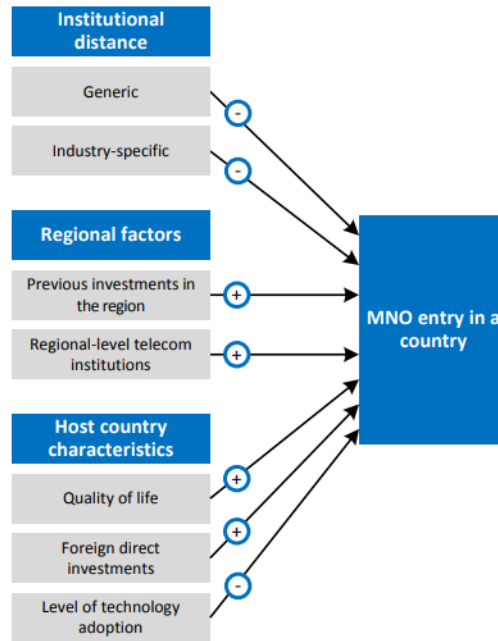 Institutional
distance
Generic
-
Industry-specific
-
Regional factors
Previous investments in
the region
+
Regional-level telecom
institutions
+
MNO entry in a
country
Host country
characteristics
Quality of life
+
Foreign direct
investments
+
Level of technology
adoption
-